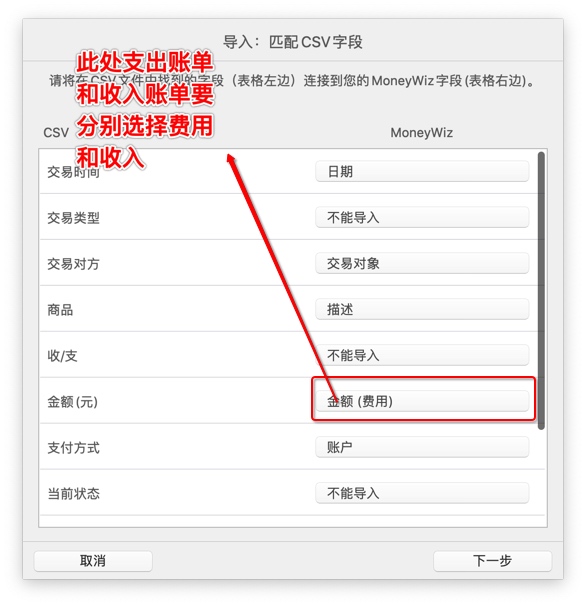 导入：匹配 CSV 字段
此处支出账单
和收入账单要
分别选择费用
和收入
请将在 CSV 文件中找到的字段（表格左边）连接到您的 MoneyWiz 字段 (表格右边)。
CSV
MoneyWiz
交易时间
日期
交易类型
不能导入
交易对方
交易对象
商品
描述
收/支
不能导入
金额(元)
金额 (费用)
支付方式
账户
当前状态
不能导入
取消
下一步